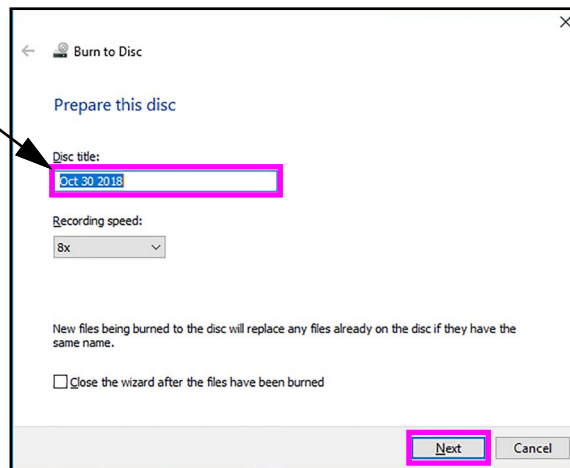 Burn to Disc
Prepare this disc
Disc title:
Oct 30 2018
Recording speed:
8x
New files being burned to the disc will replace any files already on the disc if they have the
same name.
Close the wizard after the files have been burned
Next Cancel